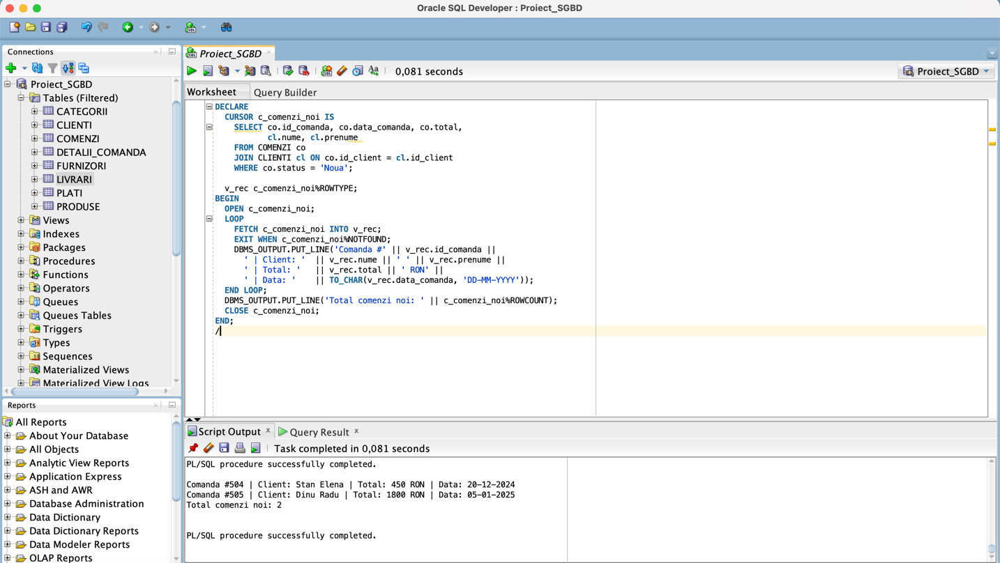 Oracle SQL Developer : Proiect_SGBD
Connections
Proiect_SGBD
Tables (Filtered)
CATEGORII
CLIENTI
COMENZI
DETALII_COMANDA
FURNIZORI
LIVRARI
PLATI
PRODUSE
Views
Indexes
Packages
Procedures
Functions
Operators
Queues
Queues Tables
Triggers
Types
Sequences
Materialized Views
Materialized View Logs
Reports
All Reports
About Your Database
All Objects
Analytic View Reports
Application Express
ASH and AWR
Database Administration
Data Dictionary
Data Dictionary Reports
Data Modeler Reports
OLAP Reports
Proiect_SGBD
0,081 seconds
Proiect_SGBD
Worksheet Query Builder
DECLARE
  CURSOR c_comenzi_noi IS
    SELECT co.id_comanda, co.data_comanda, co.total,
           cl.nume, cl.prenume
    FROM COMENZI co
    JOIN CLIENTI cl ON co.id_client = cl.id_client
    WHERE co.status = 'Noua';
  v_rec c_comenzi_noi%ROWTYPE;
BEGIN
  OPEN c_comenzi_noi;
  LOOP
    FETCH c_comenzi_noi INTO v_rec;
    EXIT WHEN c_comenzi_noi%NOTFOUND;
    DBMS_OUTPUT.PUT_LINE('Comanda #' || v_rec.id_comanda ||
      ' | Client: '  || v_rec.nume || ' ' || v_rec.prenume ||
      ' | Total: '   || v_rec.total || ' RON' ||
      ' | Data: '    || TO_CHAR(v_rec.data_comanda, 'DD-MM-YYYY'));
  END LOOP;
  DBMS_OUTPUT.PUT_LINE('Total comenzi noi: ' || c_comenzi_noi%ROWCOUNT);
  CLOSE c_comenzi_noi;
END;
/
Script Output Query Result
Task completed in 0,081 seconds
PL/SQL procedure successfully completed.
Comanda #504 | Client: Stan Elena | Total: 450 RON | Data: 20-12-2024
Comanda #505 | Client: Dinu Radu | Total: 1800 RON | Data: 05-01-2025
Total comenzi noi: 2
PL/SQL procedure successfully completed.